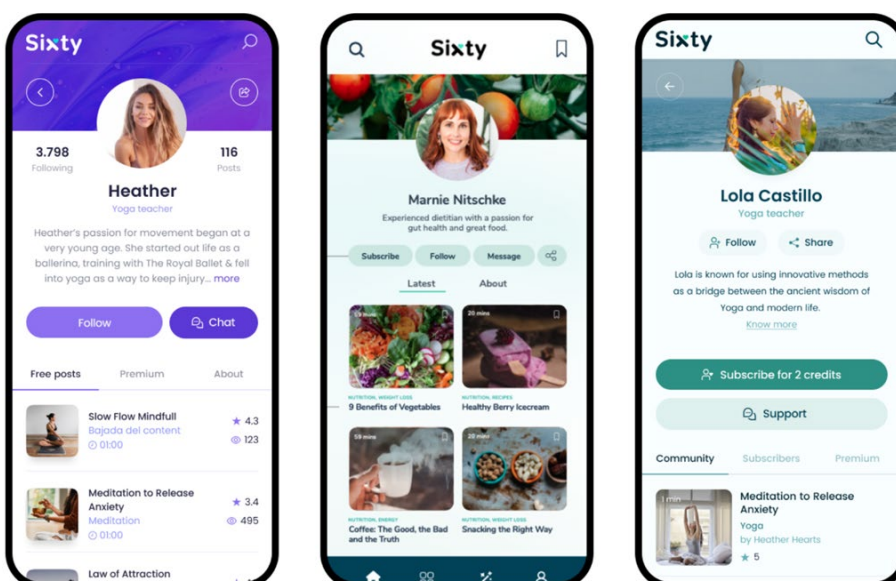 Sixty
3.798
116
Following
Posts
Heather
Yoga teacher
Heather's passion for movement began at a
very young age. She started out life as a
ballerina, training with The Royal Ballet & fell
into yoga as a way to keep injury... more
Follow
Chat
Free posts
Premium
About
Slow Flow Mindfull
Bajada del content
01:00
4.3
123
Meditation to Release
Anxiety
Meditation
01:00
3.4
495
Law of Attraction
Sixty
Marnie Nitschke
Experienced dietitian with a passion for
gut health and great food.
Subscribe
Follow
Message
Latest
About
mins
20 mins
NUTRITION, WEIGHT LOSS
9 Benefits of Vegetables
NUTRITION, RECIPES
Healthy Berry Icecream
59 mins
20 mins
NUTRITION, ENERGY
Coffee: The Good, the Bad
and the Truth
NUTRITION, WEIGHT LOSS
Snacking the Right Way
Sixty
Lola Castillo
Yoga teacher
Follow
Share
Lola is known for using innovative methods
as a bridge between the ancient wisdom of
Yoga and modern life.
Know more
Subscribe for 2 credits
Support
Community
Subscribers
Premium
1 min
Meditation to Release
Anxiety
Yoga
by Heather Hearts
5